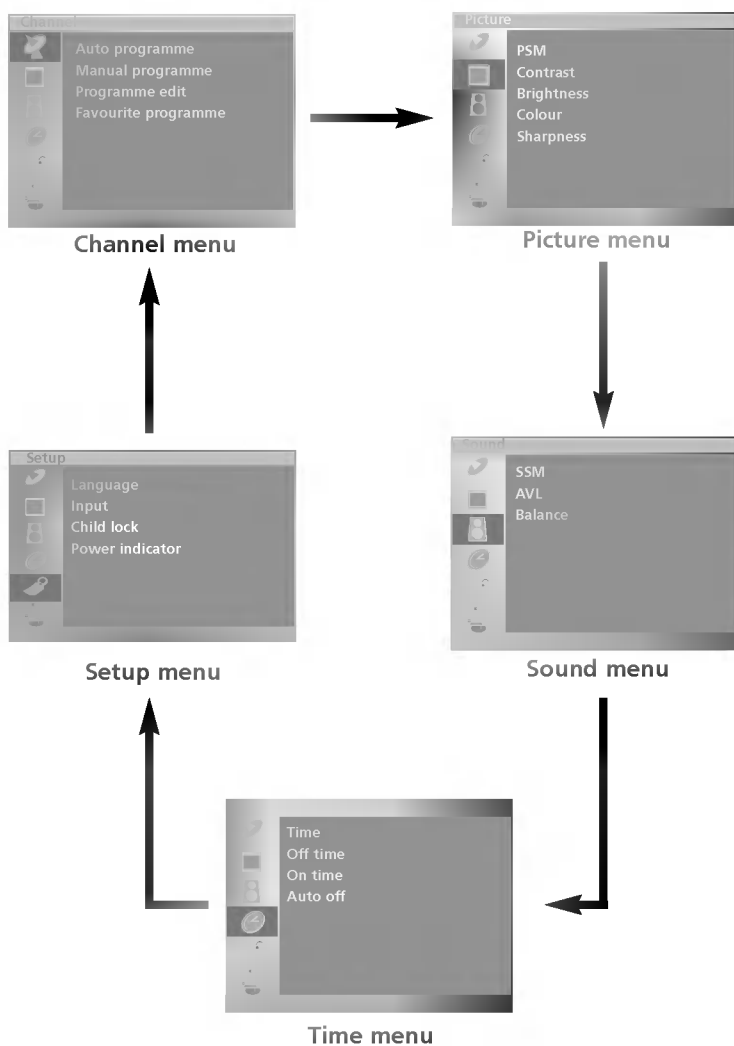 Channel
Auto programme
Manual programme
Programme edit
Favourite programme
Channel menu
Picture
PSM
Contrast
Brightness
Colour
Sharpness
Picture menu
Setup
Language
Input
Child lock
Power indicator
Setup menu
Sound
SSM
AVL
Balance
Sound menu
Time
Off time
On time
Auto off
Time menu